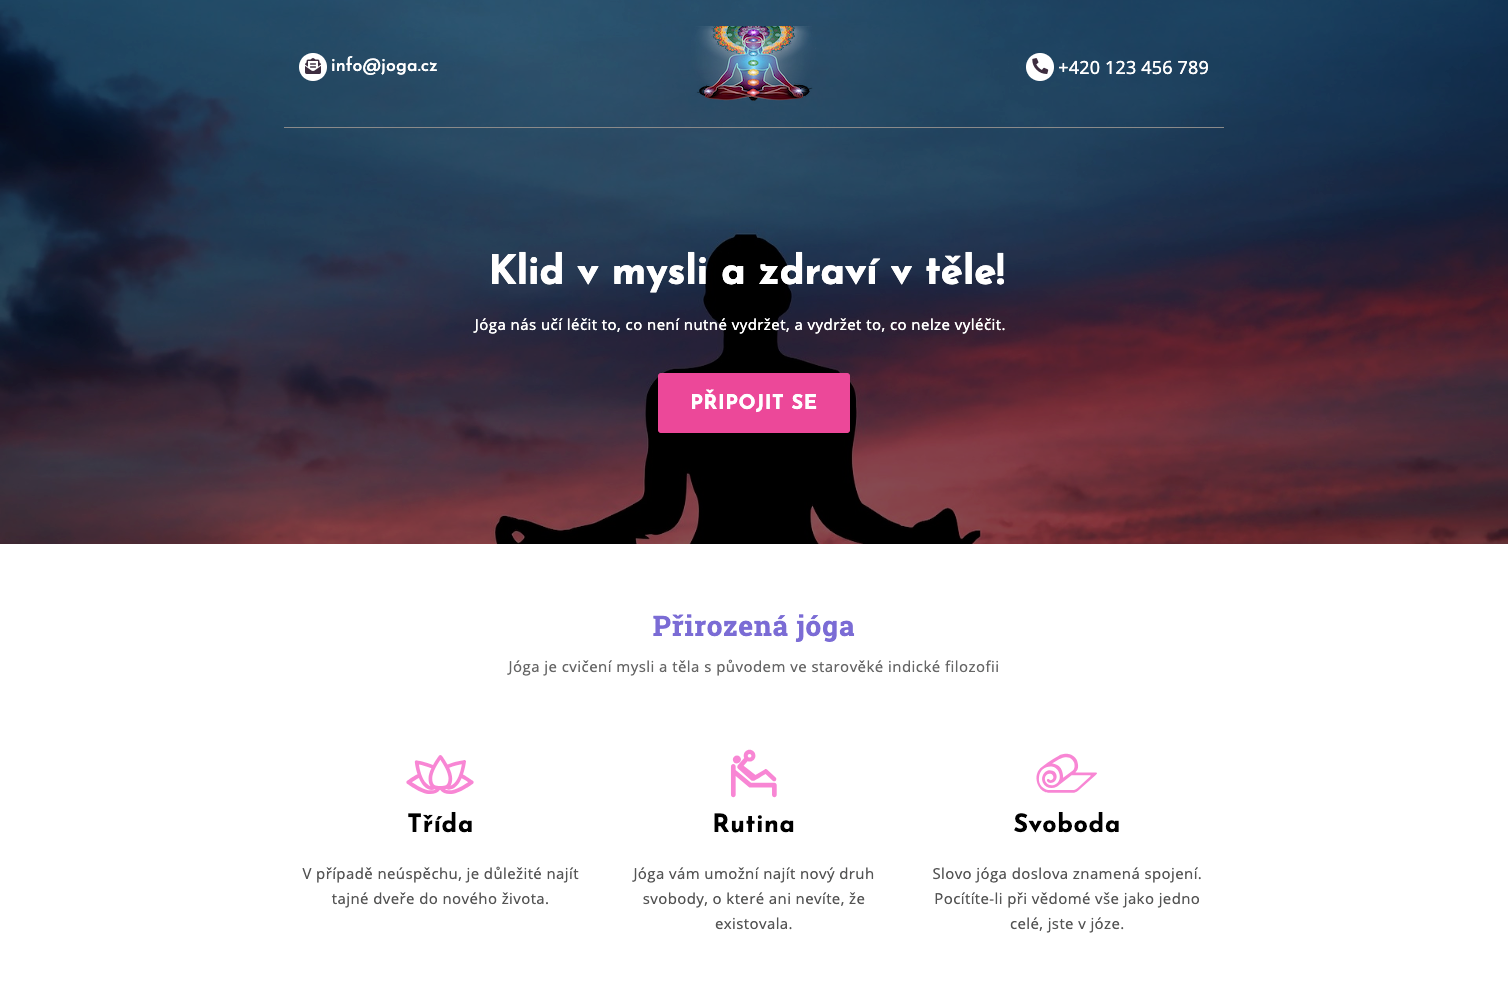 info@joga.cz
+420 123 456 789
Klid v mysli a zdraví v těle!
Jóga nás učí léčit to, co není nutné vydržet, a vydržet to, co nelze vyléčit.
PŘIPOJIT SE
Přirozená jóga
Jóga je cvičení mysli a těla s původem ve starověké indické filozofii
Třída
V případě neúspěchu, je důležité najít
tajné dveře do nového života.
Rutina
Jóga vám umožní najít nový druh
svobody, o které ani nevíte, že
existovala.
Svoboda
Slovo jóga doslova znamená spojení.
Pocítíte-li při vědomé vše jako jedno
celé, jste v józe.